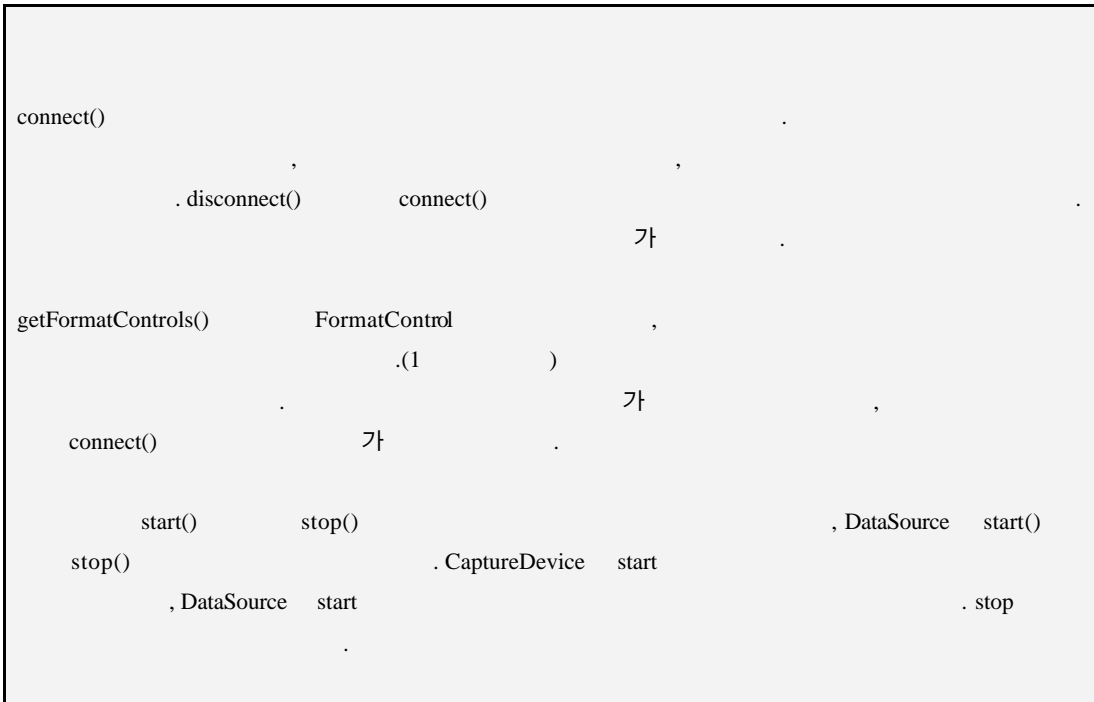 connect() .
, ,
. disconnect() connect() .
가 .
getFormatControls() FormatControl ,
.(1 )
. 가 ,
connect() 가 .
start() stop() , DataSource start()
stop() . CaptureDevice start
, DataSource start . stop
.